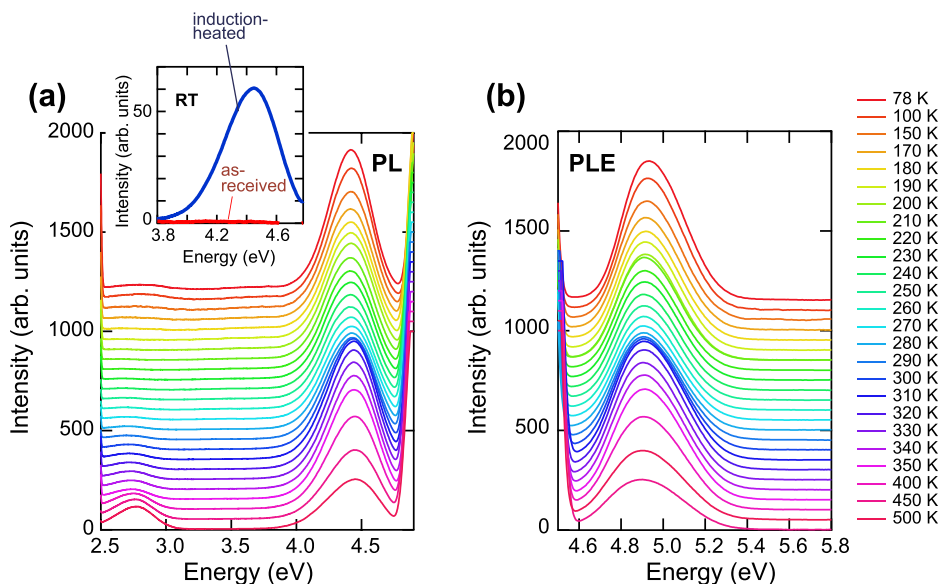 induction-
heated
(a)
RT
50
0
as-
received
Intensity (arb. units)
3.8 4.2 4.6
Energy (eV)
PL
2000
1500
1000
500
0
Intensity (arb. units)
2.5 3.0 3.5 4.0 4.5
Energy (eV)
(b)
PLE
2000
1500
1000
500
0
Intensity (arb. units)
4.6 4.8 5.0 5.2 5.4 5.6 5.8
Energy (eV)
78 K
100 K
150 K
170 K
180 K
190 K
200 K
210 K
220 K
230 K
240 K
250 K
260 K
270 K
280 K
290 K
300 K
310 K
320 K
330 K
340 K
350 K
400 K
450 K
500 K